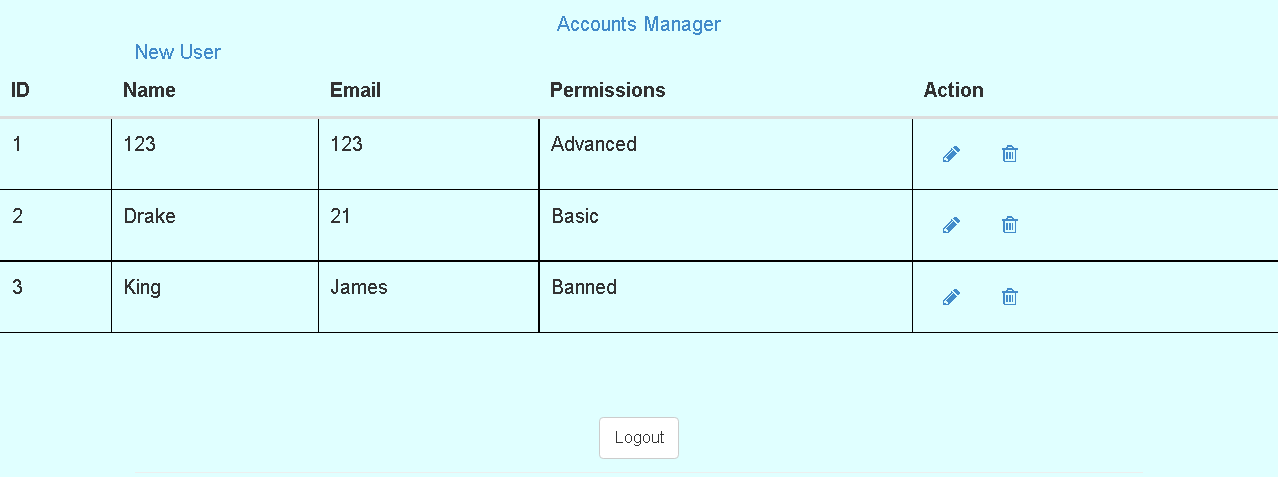 Accounts Manager
New User
ID Name Email Permissions Action
1 123 123 Advanced
2 Drake 21 Basic
3 King James Banned
Logout